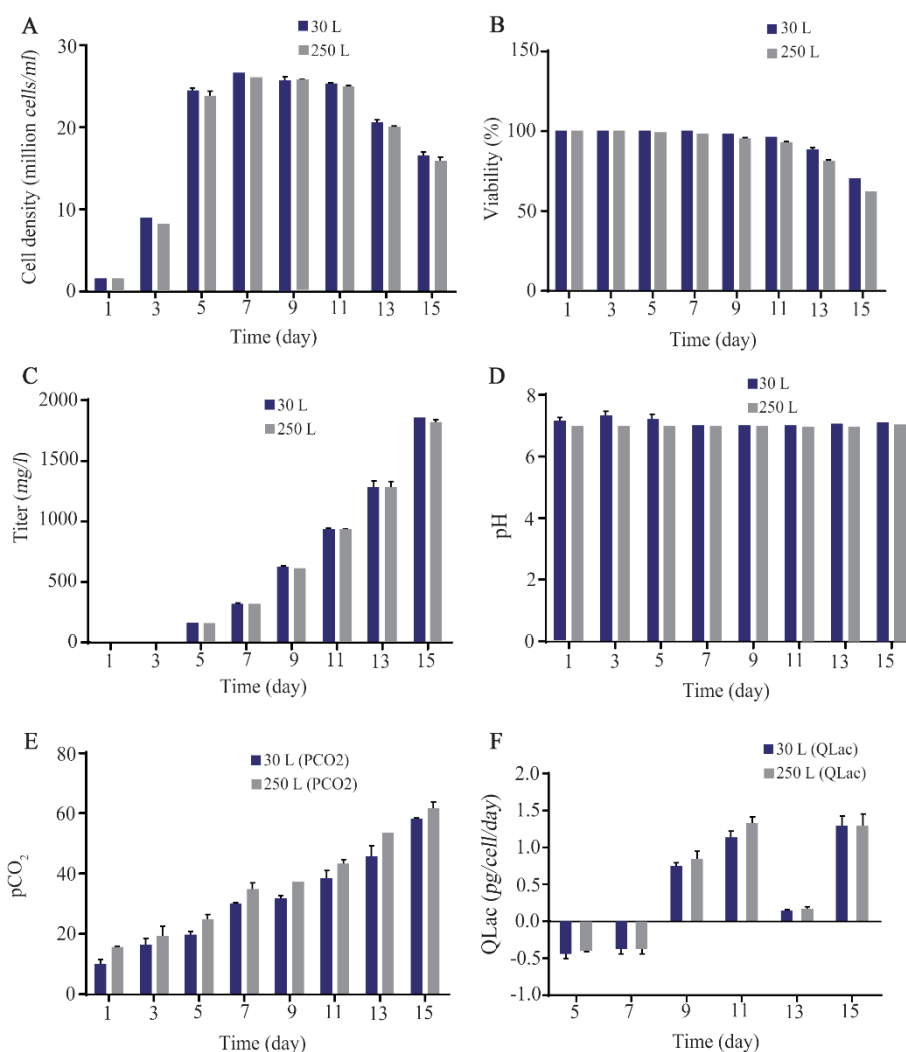 A
30 L
250 L
Cell density (million cells/ml)
30
20
10
0
1 3 5 7 9 11 13 15
Time (day)
B
30 L
250 L
Viability (%)
150
100
50
0
1 3 5 7 9 11 13 15
Time (day)
C
30 L
250 L
Titer (mg/l)
2000
1500
1000
500
0
1 3 5 7 9 11 13 15
Time (day)
D
30 L
250 L
pH
8
6
4
2
0
1 3 5 7 9 11 13 15
Time (day)
E
30 L (PCO2)
250 L (PCO2)
pCO2
80
60
40
20
0
1 3 5 7 9 11 13 15
Time (day)
F
30 L (QLac)
250 L (QLac)
QLac (pg/cell/day)
2.0
1.5
1.0
0.5
0.0
-0.5
-1.0
5 7 9 11 13 15
Time (day)